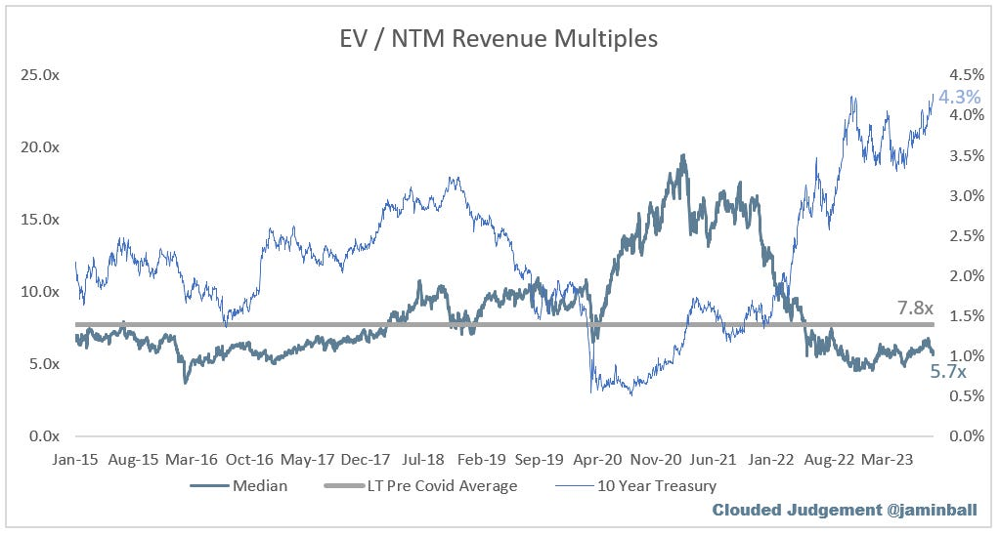 EV / NTM Revenue Multiples
25.0x
20.0x
15.0x
10.0x
5.0x
0.0x
4.5%
4.0%
3.5%
3.0%
2.5%
2.0%
1.5%
1.0%
0.5%
0.0%
4.3%
7.8x
5.7x
Jan-15 Aug-15 Mar-16 Oct-16 May-17 Dec-17 Jul-18 Feb-19 Sep-19 Apr-20 Nov-20 Jun-21 Jan-22 Aug-22 Mar-23
Median LT Pre Covid Average 10 Year Treasury
Clouded Judgement @jaminball